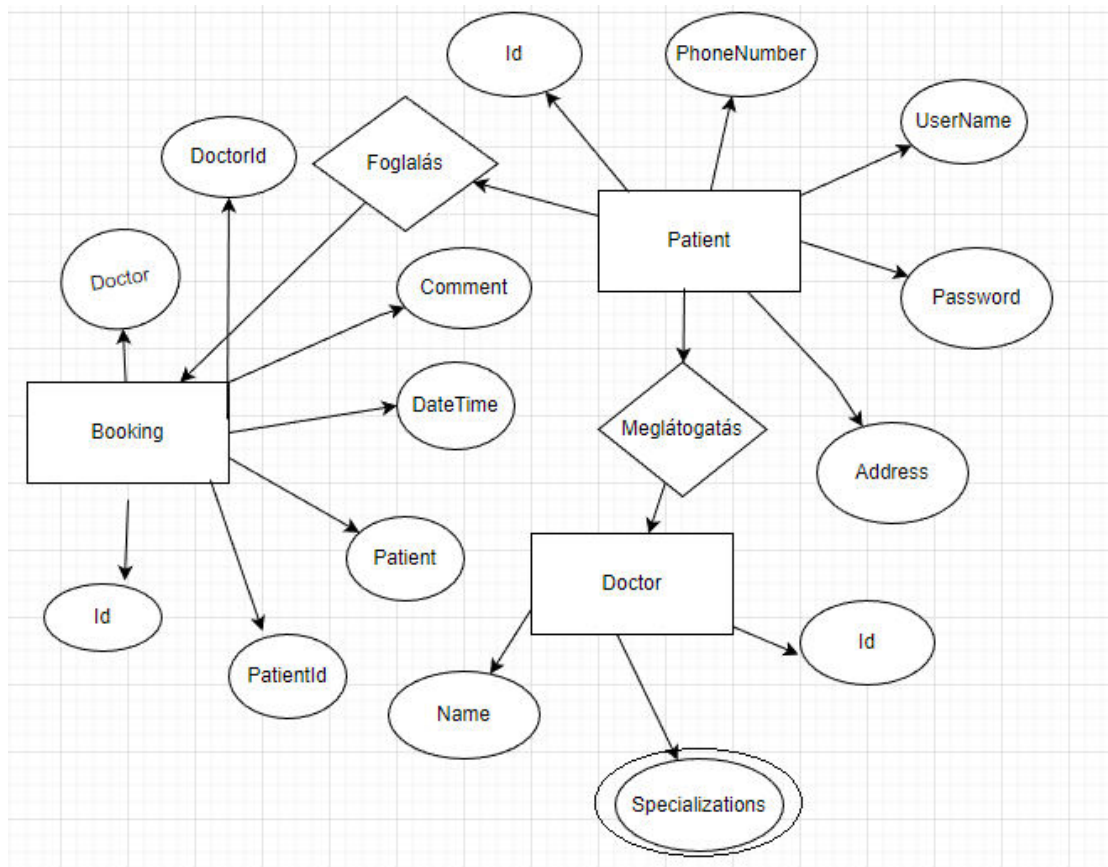 Id
PhoneNumber
UserName
DoctorId
Foglalás
Patient
Doctor
Comment
Password
DateTime
Booking
Meglátogatás
Address
Patient
Doctor
Id
Id
PatientId
Name
Specializations